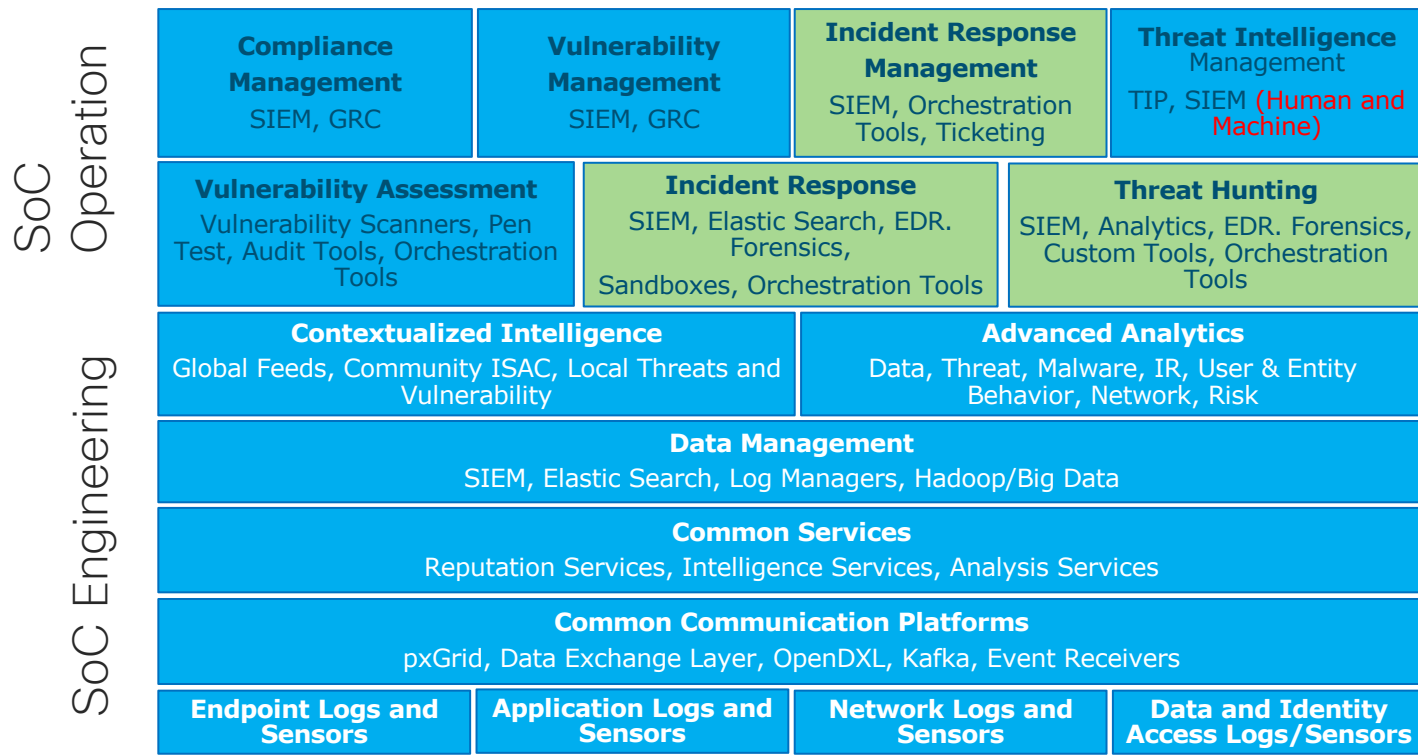 SoC
Operation
Compliance
Management
SIEM, GRC
Vulnerability
Management
SIEM, GRC
Incident Response
Management
SIEM, Orchestration
Tools, Ticketing
Threat Intelligence
Management
TIP, SIEM (Human and
Machine)
Vulnerability Assessment
Vulnerability Scanners, Pen
Test, Audit Tools, Orchestration
Tools
Incident Response
SIEM, Elastic Search, EDR.
Forensics,
Sandboxes, Orchestration Tools
Threat Hunting
SIEM, Analytics, EDR. Forensics,
Custom Tools, Orchestration
Tools
SoC Engineering
Contextualized Intelligence
Global Feeds, Community ISAC, Local Threats and
Vulnerability
Advanced Analytics
Data, Threat, Malware, IR, User & Entity
Behavior, Network, Risk
Data Management
SIEM, Elastic Search, Log Managers, Hadoop/Big Data
Common Services
Reputation Services, Intelligence Services, Analysis Services
Common Communication Platforms
pxGrid, Data Exchange Layer, OpenDXL, Kafka, Event Receivers
Endpoint Logs and
Sensors
Application Logs and
Sensors
Network Logs and
Sensors
Data and Identity
Access Logs/Sensors